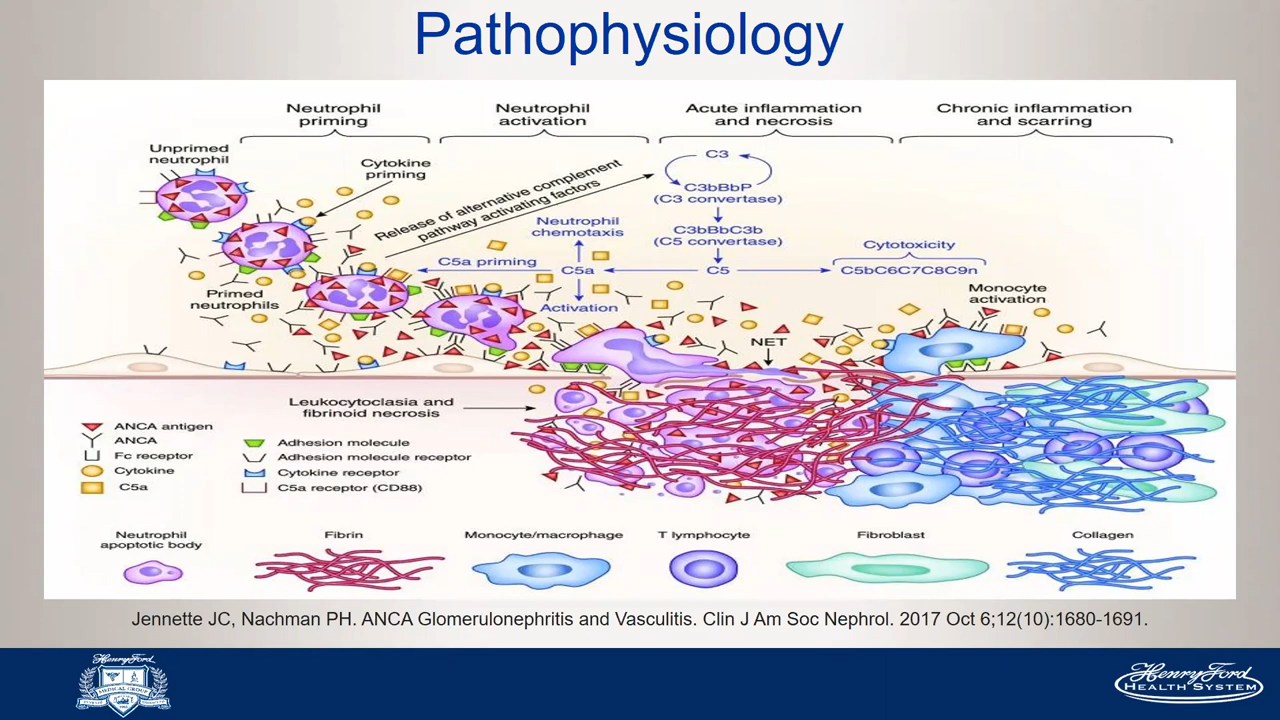 Pathophysiology
Neutrophil
priming
Neutrophil
activation
Acute inflammation
and necrosis
Chronic inflammation
and scarring
Unprimed
neutrophil
Cytokine
priming
Release of alternative complement
pathway activating factors
C3
C3bBbP
(C3 convertase)
Neutrophil
chemotaxis
C3bBbC3b
(C5 convertase)
Cytotoxicity
C5a priming
C5a
C5
C5bC6C7C8C9n
Primed
neutrophils
Activation
Monocyte
activation
NET
Leukocytoclasia and
fibrinoid necrosis
ANCA antigen
ANCA
Fc receptor
Cytokine
C5a
Adhesion molecule
Adhesion molecule receptor
Cytokine receptor
C5a receptor (CD88)
Neutrophil
apoptotic body
Fibrin
Monocyte/macrophage
T lymphocyte
Fibroblast
Collagen
Jennette JC, Nachman PH. ANCA Glomerulonephritis and Vasculitis. Clin J Am Soc Nephrol. 2017 Oct 6;12(10):1680-1691.
Henry Ford
MEDICAL GROUP
Henry Ford
HEALTH SYSTEM